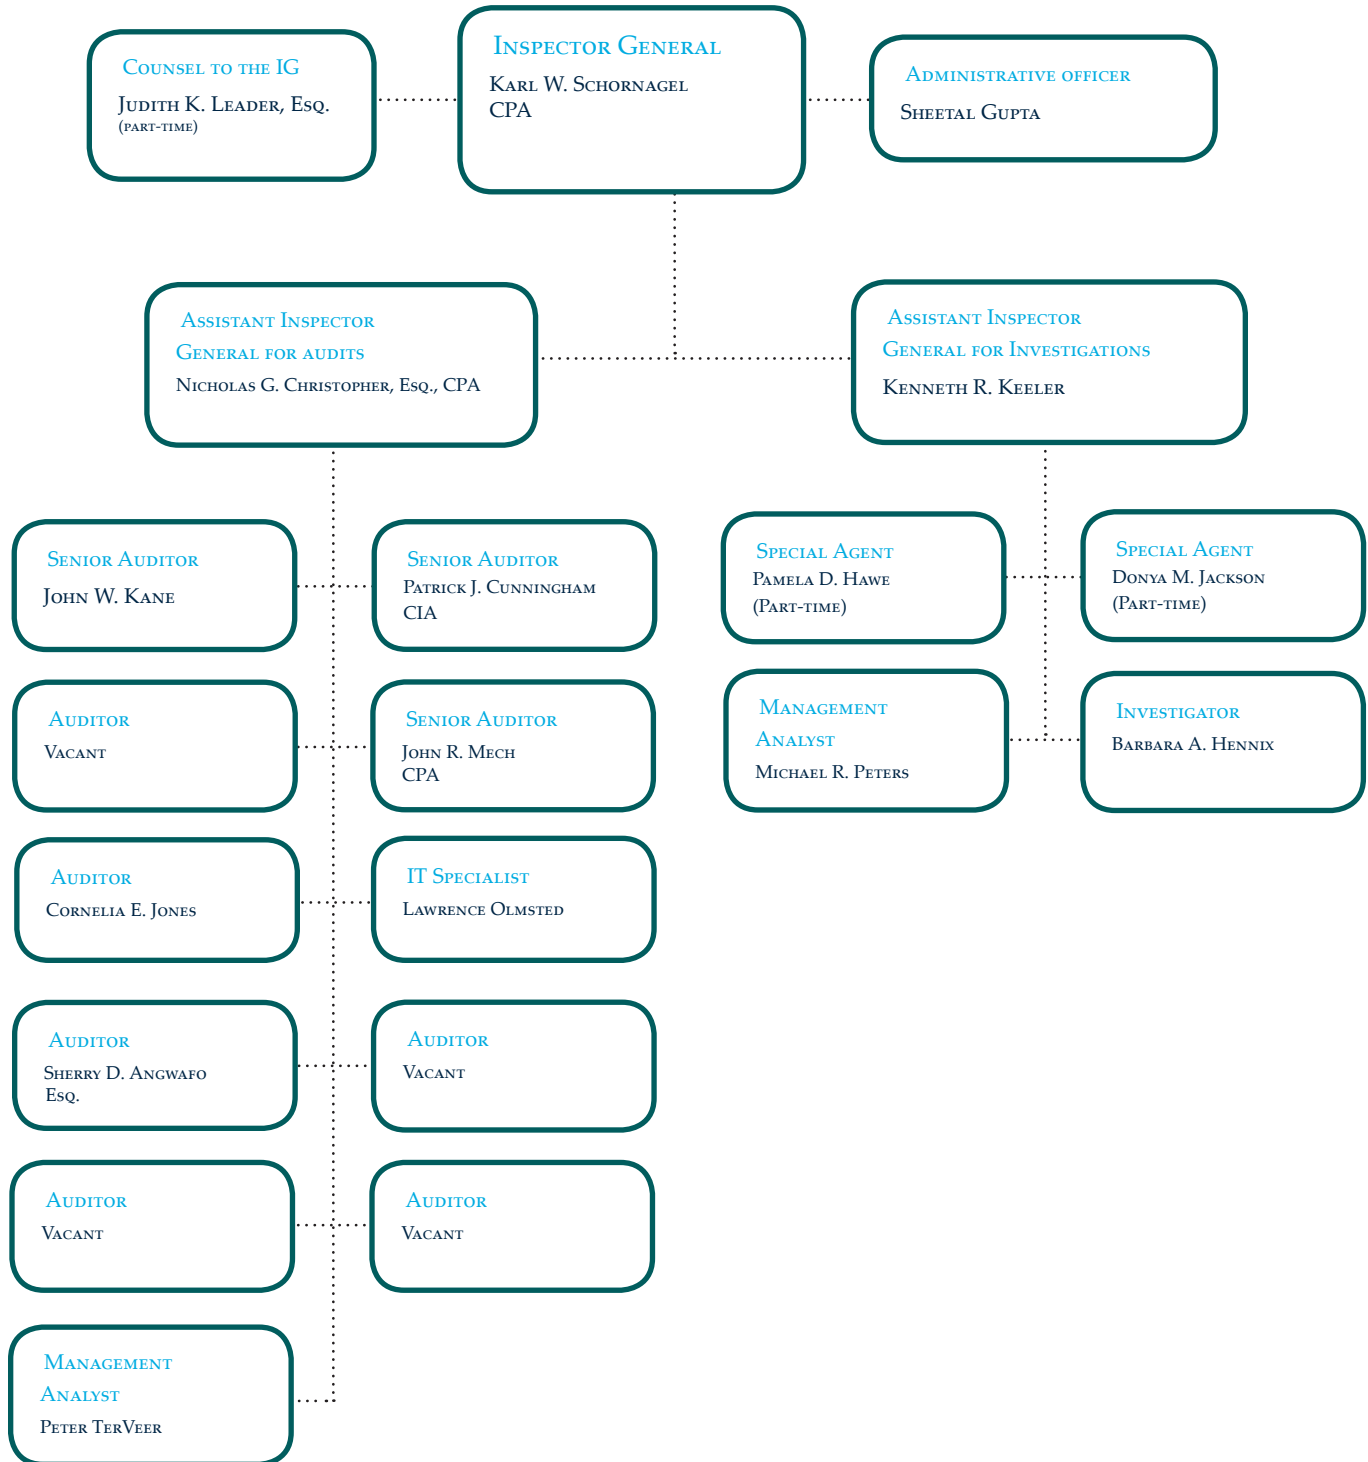 Counsel to the IG
Judith K. Leader, Esq.
(part-time)
Inspector General
Karl W. Schornagel
CPA
Administrative officer
Sheetal Gupta
Assistant Inspector
General for audits
Nicholas G. Christopher, Esq., CPA
Assistant Inspector
General for Investigations
Kenneth R. Keeler
Senior Auditor
John W. Kane
Senior Auditor
Patrick J. Cunningham
CIA
Special Agent
Pamela D. Hawe
(Part-time)
Special Agent
Donya M. Jackson
(Part-time)
Auditor
Vacant
Senior Auditor
John R. Mech
CPA
Management
Analyst
Michael R. Peters
Investigator
Barbara A. Hennix
Auditor
Cornelia E. Jones
IT Specialist
Lawrence Olmsted
Auditor
Sherry D. Angwafo
Esq.
Auditor
Vacant
Auditor
Vacant
Auditor
Vacant
Management
Analyst
Peter TerVeer